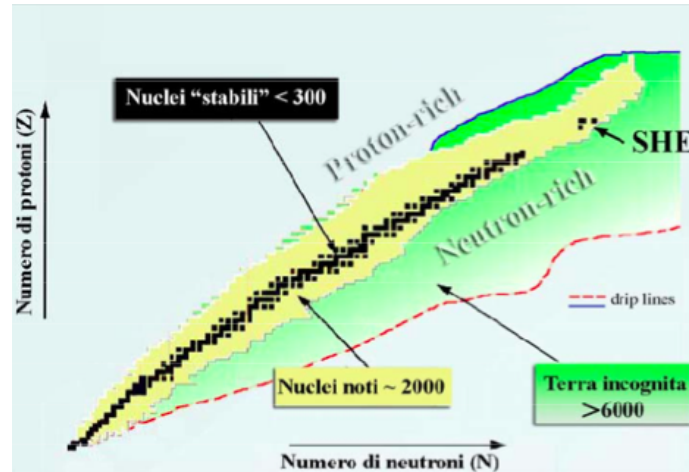 Nuclei “stabili” < 300
Proton-rich
SHE
Numero di protoni (Z)
Neutron-rich
drip lines
Nuclei noti ~ 2000
Terra incognita
>6000
Numero di neutroni (N)